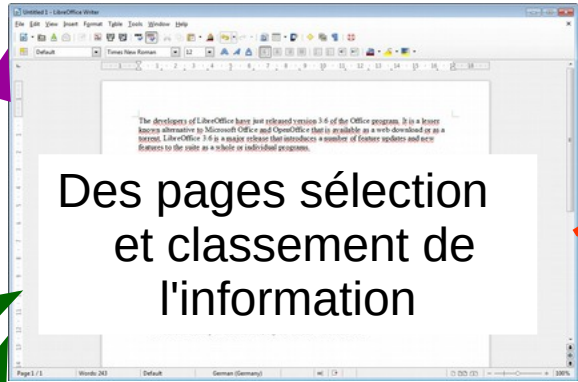 Untitled 1 - LibreOffice Writer
File Edit View Insert Format Table Tools Window Help
Default Times New Roman 12
The developers of LibreOffice have just released version 3.6 of the Office program. It is a lesser
known alternative to Microsoft Office and OpenOffice that is available as a web download or as a
torrent. LibreOffice 3.6 is a major release that introduces a number of feature updates and new
features to the suite as a whole or individual programs.
Des pages sélection
et classement de
l'information
Page 1 / 1 Words: 243 Default German (Germany) 100%